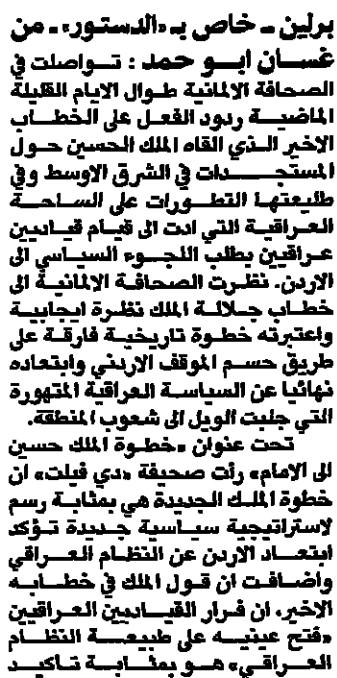 برلين ـ خاص بـ «الدستور» ـ من
غسان ابو حمد : تواصلت في
الصحافة الالمانية طوال الايام القليلة
الماضية ردود الفعل على الخطاب
الاخير الذي القاه الملك الحسين حول
المستجدات في الشرق الاوسط وفي
طليعتها التطورات على الساحة
العراقية التي ادت الى قيام قياديين
عراقيين بطلب اللجوء السياسي الى
الاردن. نظرت الصحافة الالمانية الى
خطاب جلالة الملك نظرة ايجابية
واعتبرته خطوة تاريخية فارقة على
طريق حسم الموقف الاردني وابتعاده
نهائيا عن السياسة العراقية المتهورة
التي جلبت الويل الى شعوب المنطقة.
تحت عنوان «خطوة الملك حسين
الى الامام» رأت صحيفة «دي فيلت» ان
خطوة الملك الجديدة هي بمثابة رسم
لاستراتيجية سياسية جديدة تؤكد
ابتعاد الاردن عن النظام العراقي
وأضافت ان قول الملك في خطابه
الاخير، ان فرار القياديين العراقيين
«فتح عينيه على طبيعة النظام
العراقي» هو بمثابة تأكيد